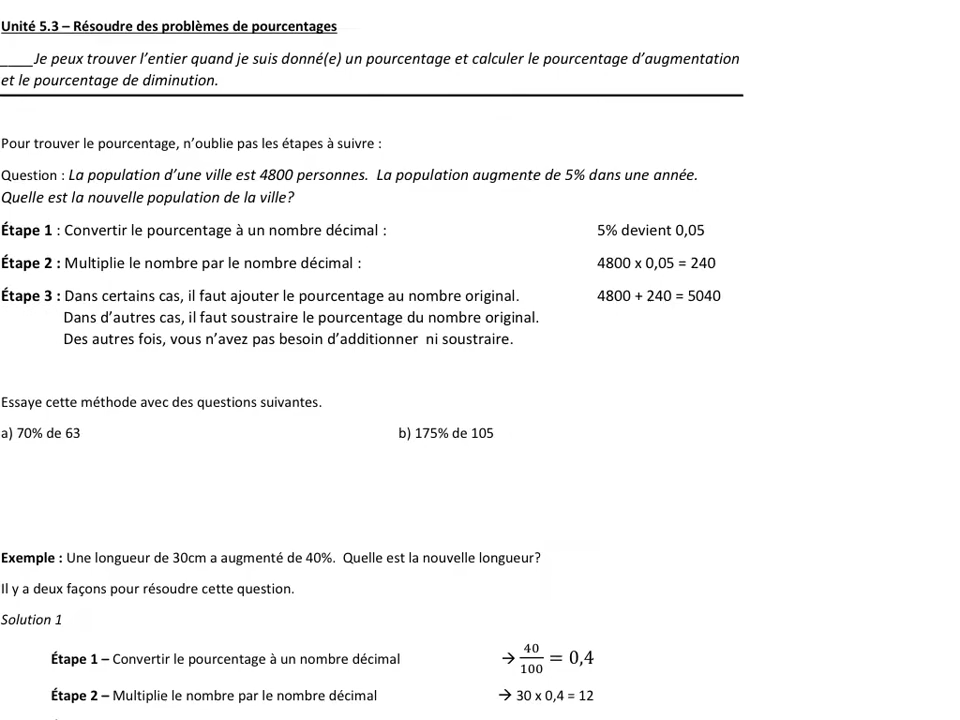 Unité 5.3 – Résoudre des problèmes de pourcentages
____Je peux trouver l’entier quand je suis donné(e) un pourcentage et calculer le pourcentage d’augmentation
et le pourcentage de diminution.
Pour trouver le pourcentage, n’oublie pas les étapes à suivre :
Question : La population d’une ville est 4800 personnes.  La population augmente de 5% dans une année.
Quelle est la nouvelle population de la ville?
Étape 1 : Convertir le pourcentage à un nombre décimal : 5% devient 0,05
Étape 2 : Multiplie le nombre par le nombre décimal : 4800 x 0,05 = 240
Étape 3 : Dans certains cas, il faut ajouter le pourcentage au nombre original. 4800 + 240 = 5040
Dans d’autres cas, il faut soustraire le pourcentage du nombre original.
Des autres fois, vous n’avez pas besoin d’additionner  ni soustraire.
Essaye cette méthode avec des questions suivantes.
a) 70% de 63 b) 175% de 105
Exemple : Une longueur de 30cm a augmenté de 40%.  Quelle est la nouvelle longueur?
Il y a deux façons pour résoudre cette question.
Solution 1
Étape 1 – Convertir le pourcentage à un nombre décimal → 40/100 = 0,4
Étape 2 – Multiplie le nombre par le nombre décimal → 30 x 0,4 = 12